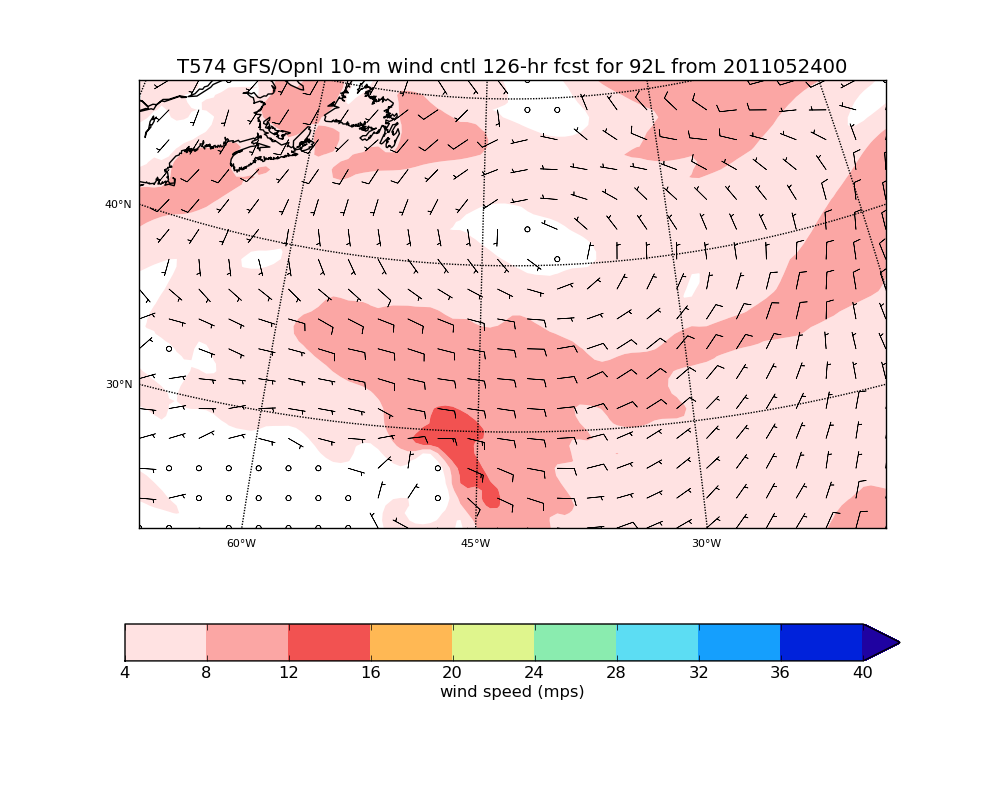 T574 GFS/Opnl 10-m wind cntl 126-hr fcst for 92L from 2011052400
40°N
30°N
60°W 45°W 30°W
4 8 12 16 20 24 28 32 36 40
wind speed (mps)